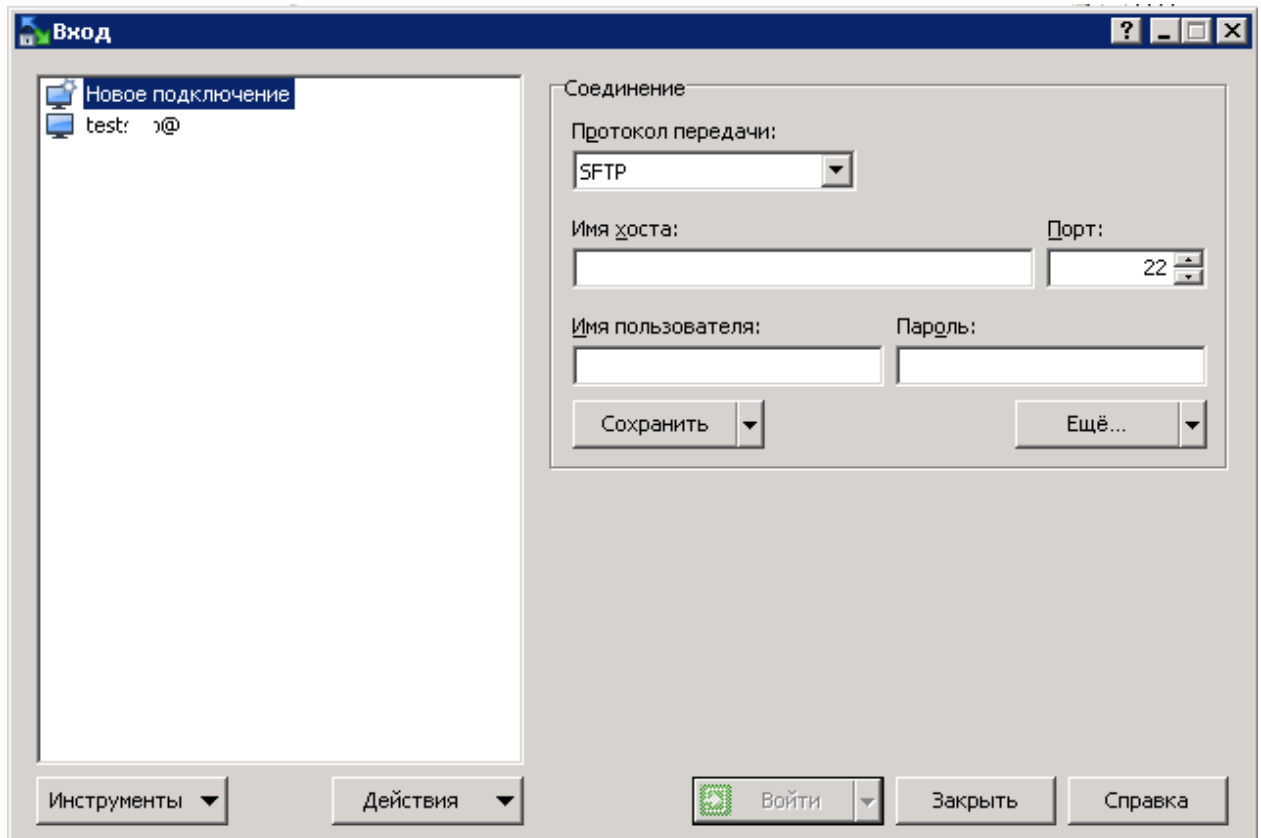 Вход
Новое подключение
Соединение
Протокол передачи:
SFTP
Имя хоста:
Порт:
22
Имя пользователя:
Пароль:
Сохранить
Ещё...
Инструменты
Действия
Войти
Закрыть
Справка